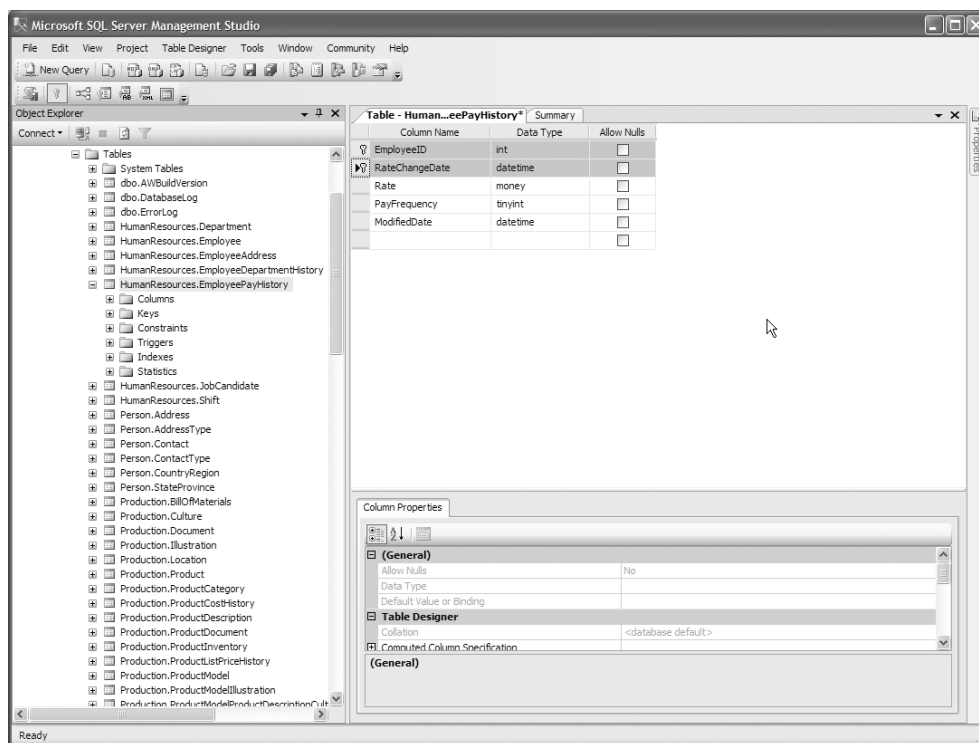 Microsoft SQL Server Management Studio
File Edit View Project Table Designer Tools Window Community Help
New Query
Object Explorer
Connect
Tables
System Tables
dbo.AWBuildVersion
dbo.DatabaseLog
dbo.ErrorLog
HumanResources.Department
HumanResources.Employee
HumanResources.EmployeeAddress
HumanResources.EmployeeDepartmentHistory
HumanResources.EmployeePayHistory
Columns
Keys
Constraints
Triggers
Indexes
Statistics
HumanResources.JobCandidate
HumanResources.Shift
Person.Address
Person.AddressType
Person.Contact
Person.ContactType
Person.CountryRegion
Person.StateProvince
Production.BillOfMaterials
Production.Culture
Production.Document
Production.Illustration
Production.Location
Production.Product
Production.ProductCategory
Production.ProductCostHistory
Production.ProductDescription
Production.ProductDocument
Production.ProductInventory
Production.ProductListPriceHistory
Production.ProductModel
Production.ProductModelIllustration
Production.ProductModelProductDescriptionCult
Table - Human...eePayHistory* Summary
Column Name Data Type Allow Nulls
EmployeeID int
RateChangeDate datetime
Rate money
PayFrequency tinyint
ModifiedDate datetime
Column Properties
(General)
Allow Nulls No
Data Type
Default Value or Binding
Table Designer
Collation <database default>
Computed Column Specification
(General)
Properties
Ready